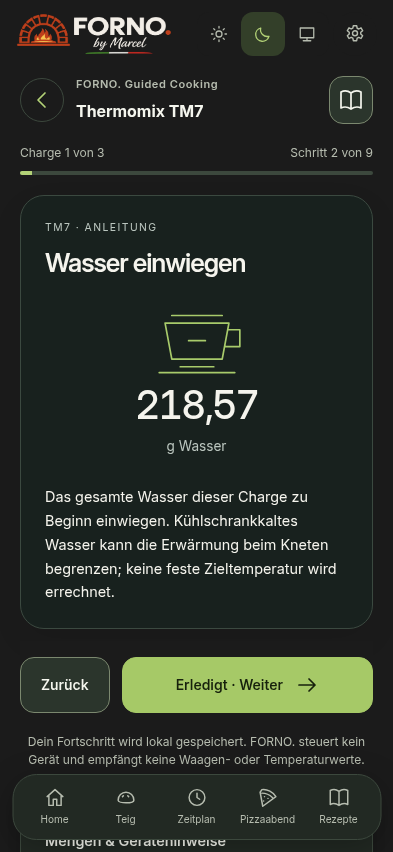 FORNO.
by Marcel
FORNO. Guided Cooking
Thermomix TM7
Charge 1 von 3
Schritt 2 von 9
TM7 · ANLEITUNG
Wasser einwiegen
218,57
g Wasser
Das gesamte Wasser dieser Charge zu
Beginn einwiegen. Kühlschrankkaltes
Wasser kann die Erwärmung beim Kneten
begrenzen; keine feste Zieltemperatur wird
errechnet.
Zurück
Erledigt · Weiter
Dein Fortschritt wird lokal gespeichert. FORNO. steuert kein
Gerät und empfängt keine Waagen- oder Temperaturwerte.
Home
Teig
Zeitplan
Pizzaabend
Rezepte
Mengen & Gerätehinweise